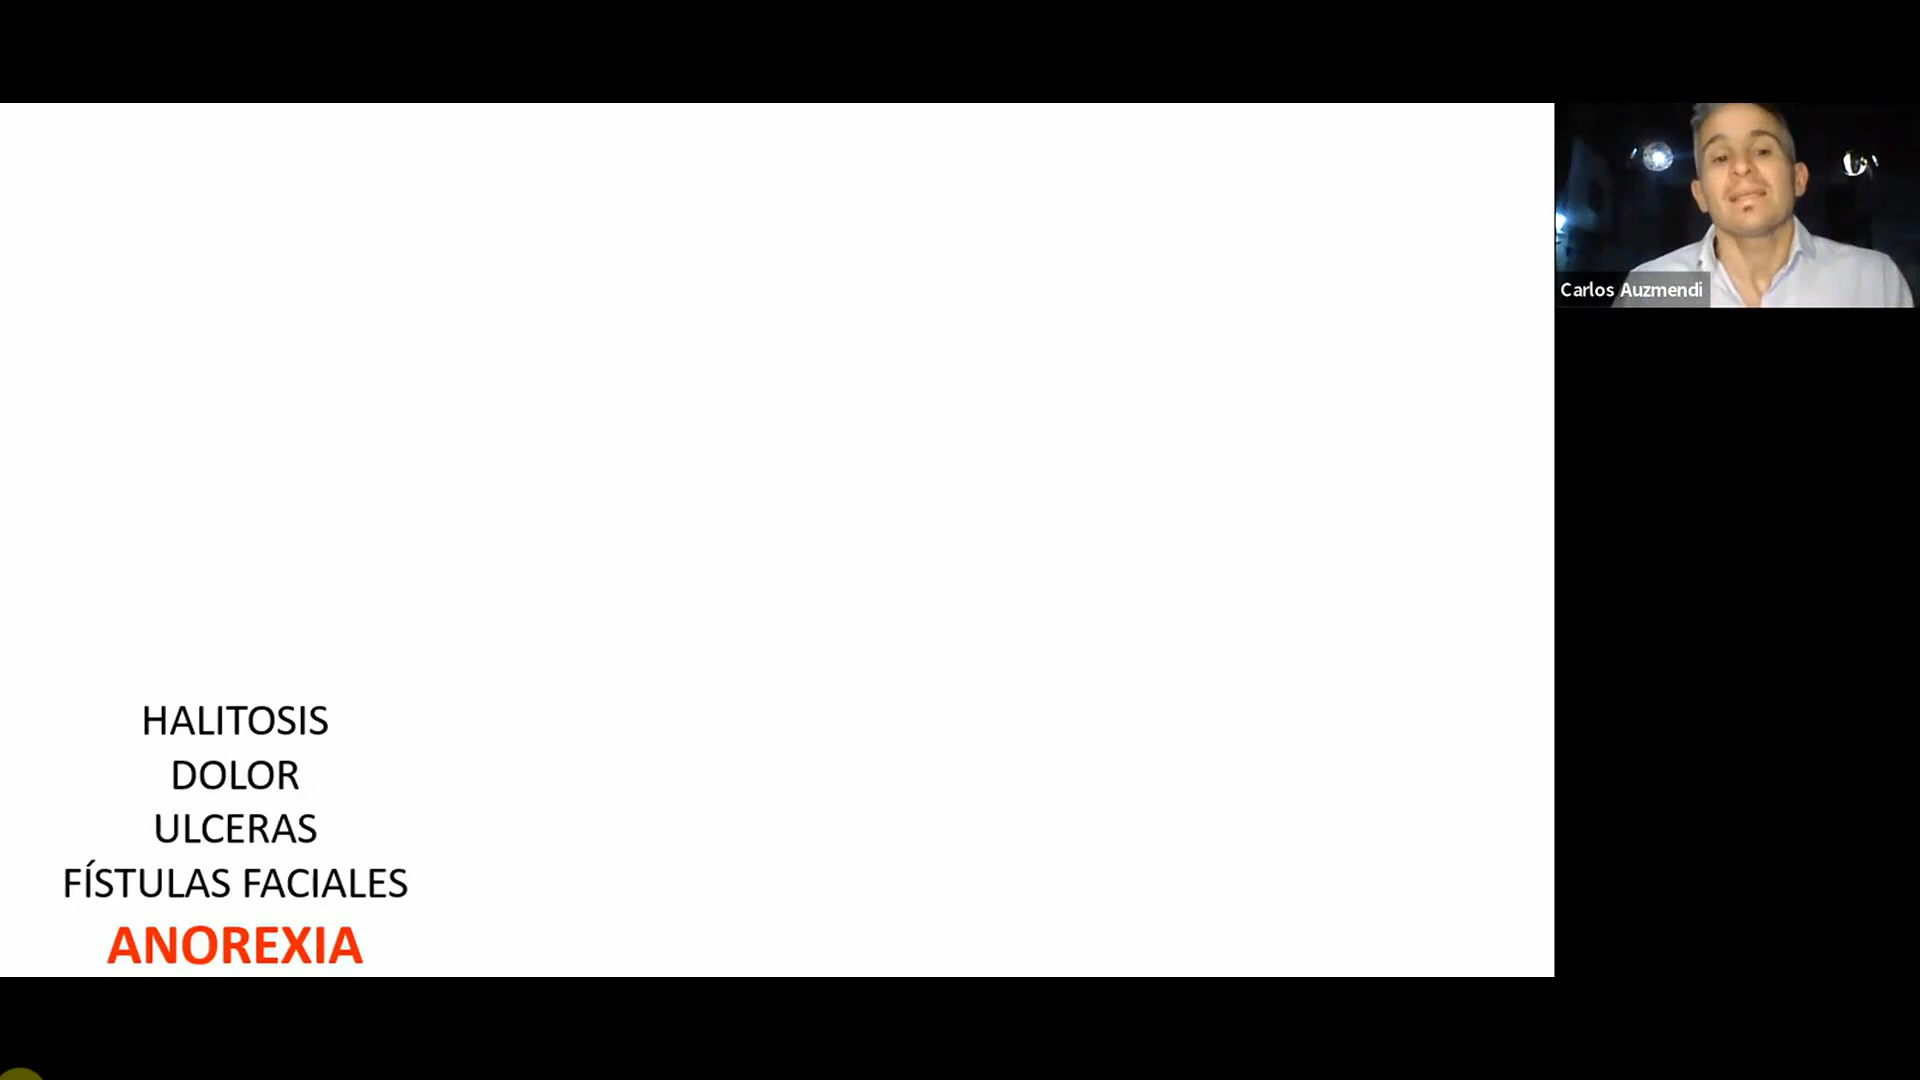 Carlos Auzmendi
HALITOSIS
DOLOR
ULCERAS
FÍSTULAS FACIALES
ANOREXIA